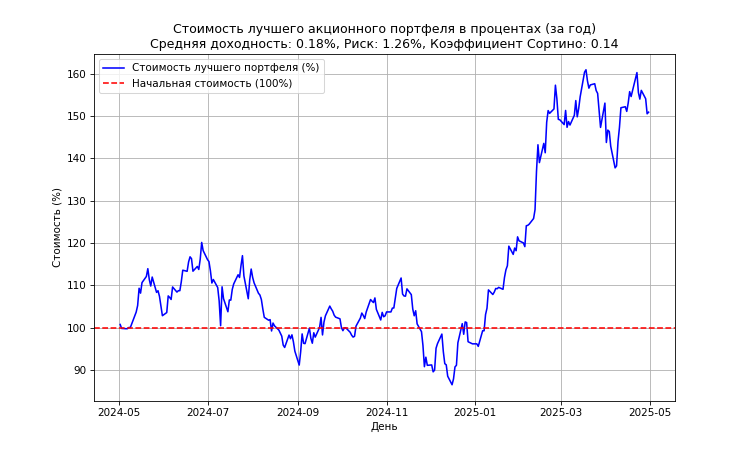 Стоимость лучшего акционного портфеля в процентах (за год)
Средняя доходность: 0.18%, Риск: 1.26%, Коэффициент Сортино: 0.14
Стоимость лучшего портфеля (%)
Начальная стоимость (100%)
Стоимость (%)
160
150
140
130
120
110
100
90
2024-05
2024-07
2024-09
2024-11
2025-01
2025-03
2025-05
День